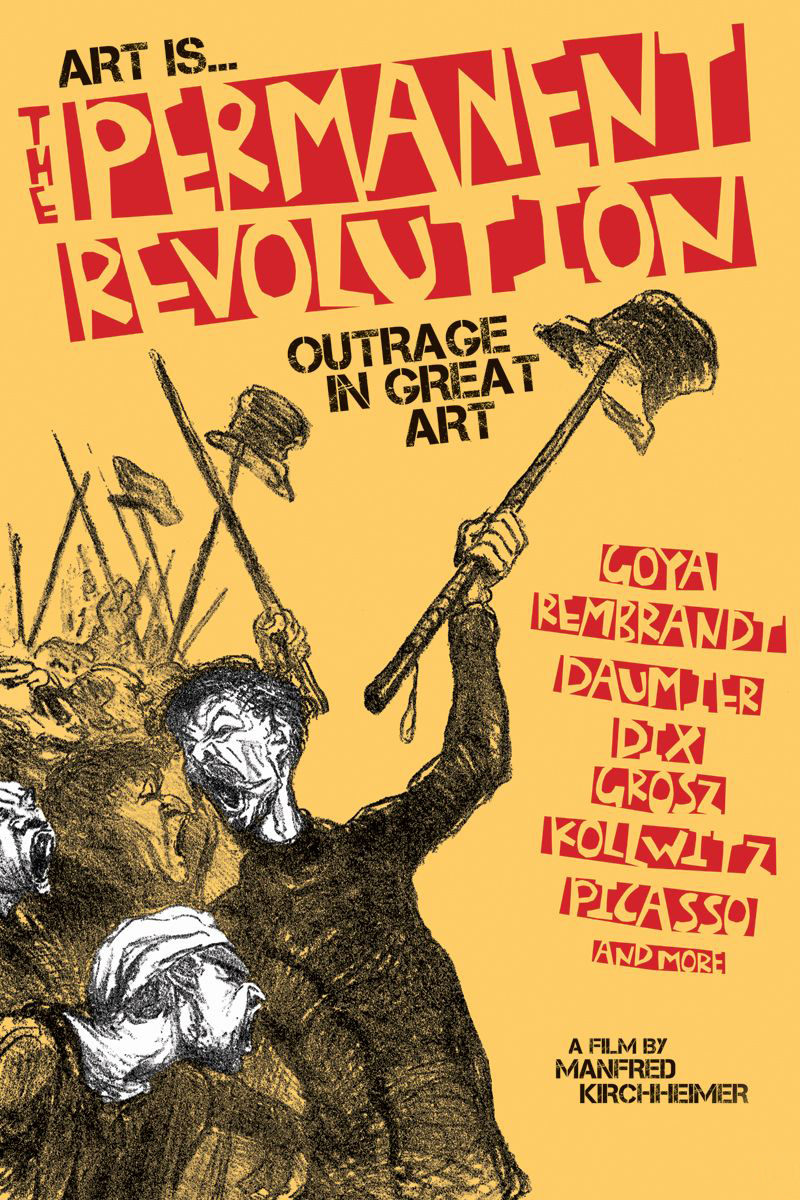 ART IS...
THE PERMANENT
REVOLUTION
OUTRAGE
IN GREAT
ART
GOYA
REMBRANDT
DAUMIER
DIX
GROSZ
KOLLWITZ
PICASSO
AND MORE
A FILM BY
MANFRED
KIRCHHEIMER